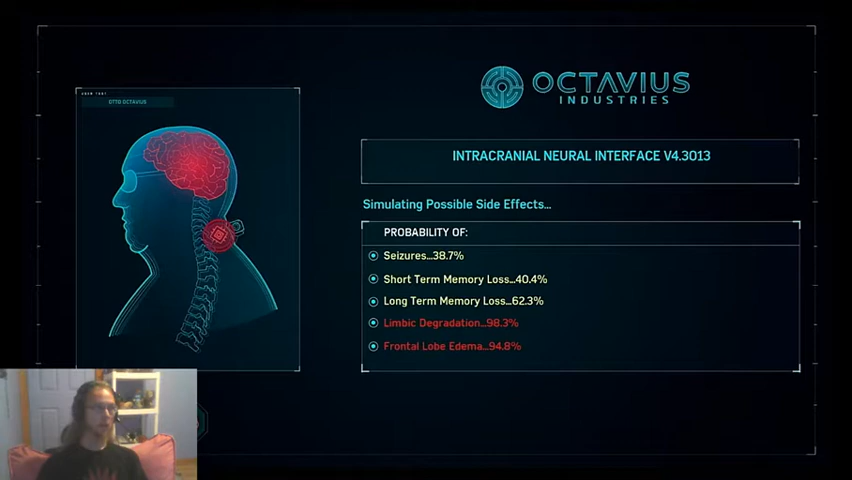 OTTO OCTAVIUS
OCTAVIUS
INDUSTRIES
INTRACRANIAL NEURAL INTERFACE V4.3013
Simulating Possible Side Effects...
PROBABILITY OF:
Seizures...38.7%
Short Term Memory Loss...40.4%
Long Term Memory Loss...62.3%
Limbic Degradation...98.3%
Frontal Lobe Edema...94.8%